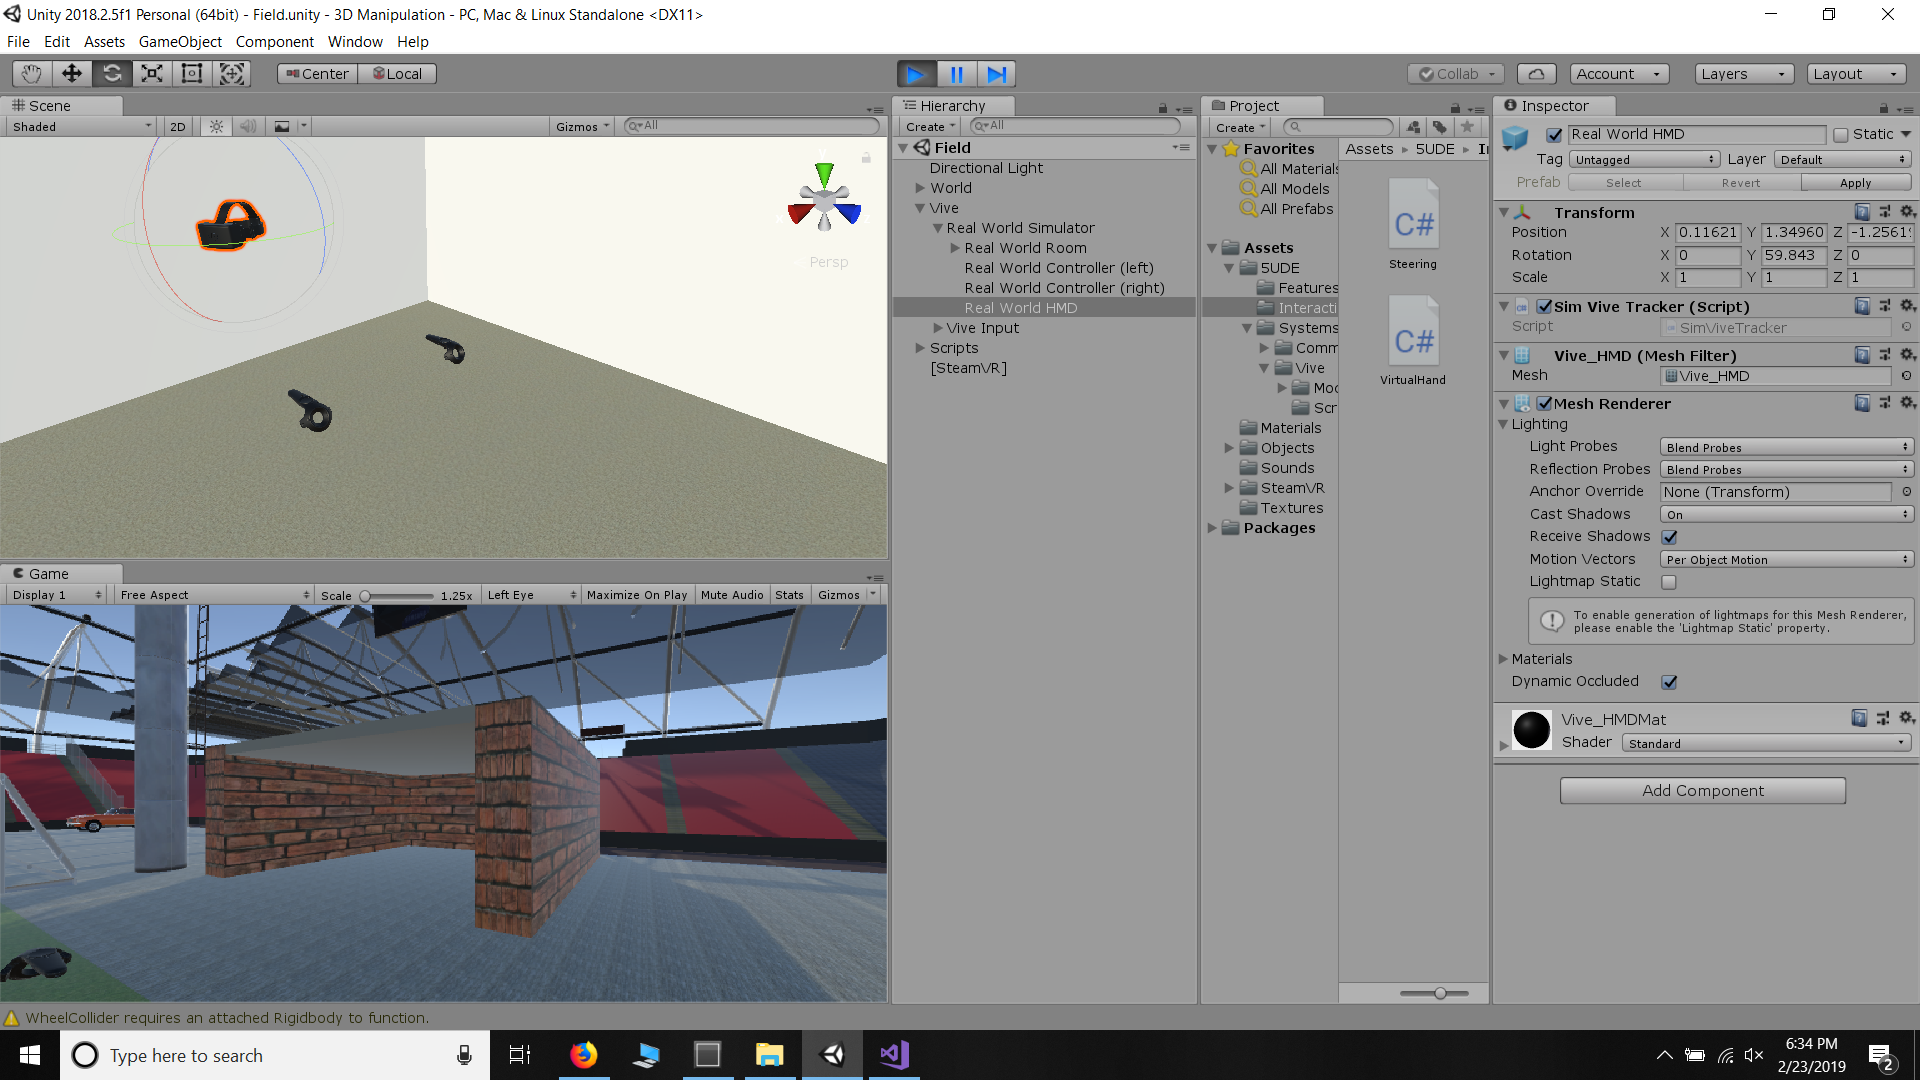 Unity 2018.2.5f1 Personal (64bit) - Field.unity - 3D Manipulation - PC, Mac & Linux Standalone <DX11>
File Edit Assets GameObject Component Window Help
Center Local
Collab Account Layers Layout
Scene
Shaded 2D Gizmos All
Persp
Game
Display 1 Free Aspect Scale 1.25x Left Eye Maximize On Play Mute Audio Stats Gizmos
Hierarchy
Create All
Field
Directional Light
World
Vive
Real World Simulator
Real World Room
Real World Controller (left)
Real World Controller (right)
Real World HMD
Vive Input
Scripts
[SteamVR]
Project
Create
Favorites
All Materials
All Models
All Prefabs
Assets
5UDE
Features
Interacti
Systems
Comm
Vive
Moc
Scr
Materials
Objects
Sounds
SteamVR
Textures
Packages
Assets 5UDE
C#
Steering
C#
VirtualHand
Inspector
Real World HMD Static
Tag Untagged Layer Default
Prefab Select Revert Apply
Transform
Position X 0.11621 Y 1.34960 Z
Rotation X 0 Y 59.843 Z 0
Scale X 1 Y 1 Z 1
Sim Vive Tracker (Script)
Script SimViveTracker
Vive_HMD (Mesh Filter)
Mesh Vive_HMD
Mesh Renderer
Lighting
Light Probes Blend Probes
Reflection Probes Blend Probes
Anchor Override None (Transform)
Cast Shadows On
Receive Shadows
Motion Vectors Per Object Motion
Lightmap Static
To enable generation of lightmaps for this Mesh Renderer,
please enable the 'Lightmap Static' property.
Materials
Dynamic Occluded
Vive_HMDMat
Shader Standard
Add Component
WheelCollider requires an attached Rigidbody to function.
Type here to search
6:34 PM
2/23/2019
2